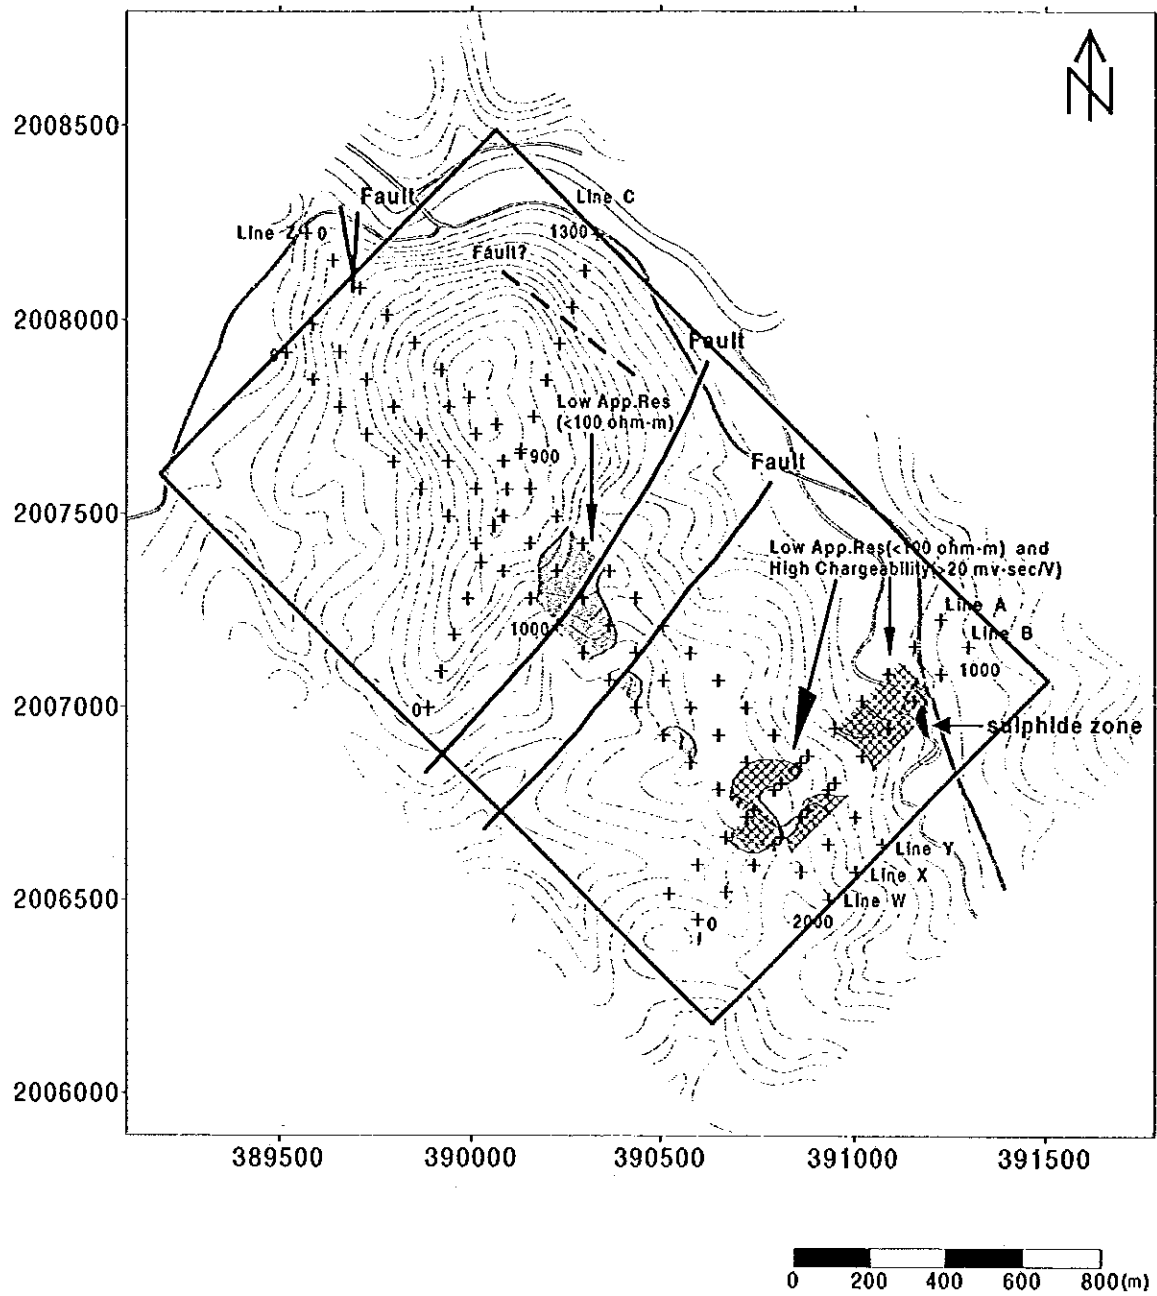 N
2008500
Fault
Line C
Line Z 0
1300
Fault?
2008000
Fault
0
Low App.Res
(<100 ohm-m)
900
Fault
2007500
Low App.Res(<100 ohm-m) and
High Chargeability(>20 mv·sec/V)
Line A
1000
Line B
1000
2007000
0
sulphide zone
Line Y
Line X
2006500
Line W
0
2000
2006000
389500
390000
390500
391000
391500
0 200 400 600 800(m)